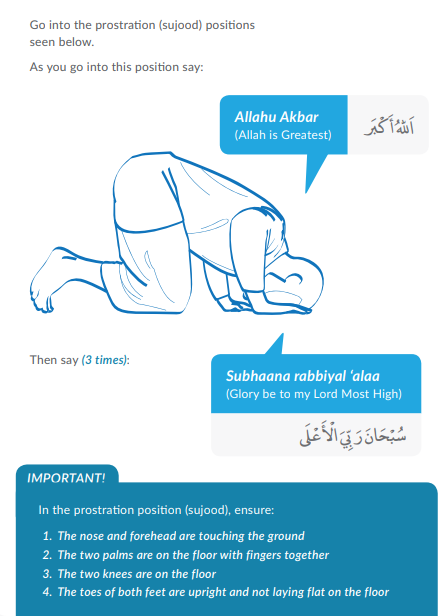 Go into the prostration (sujood) positions
seen below.
As you go into this position say:
Allahu Akbar
(Allah is Greatest)
اَللهُ أَكْبَر
Then say (3 times):
Subhaana rabbiyal ‘alaa
(Glory be to my Lord Most High)
سُبْحَانَ رَبِّيَ الْأَعْلَى
IMPORTANT!
In the prostration position (sujood), ensure:
1. The nose and forehead are touching the ground
2. The two palms are on the floor with fingers together
3. The two knees are on the floor
4. The toes of both feet are upright and not laying flat on the floor